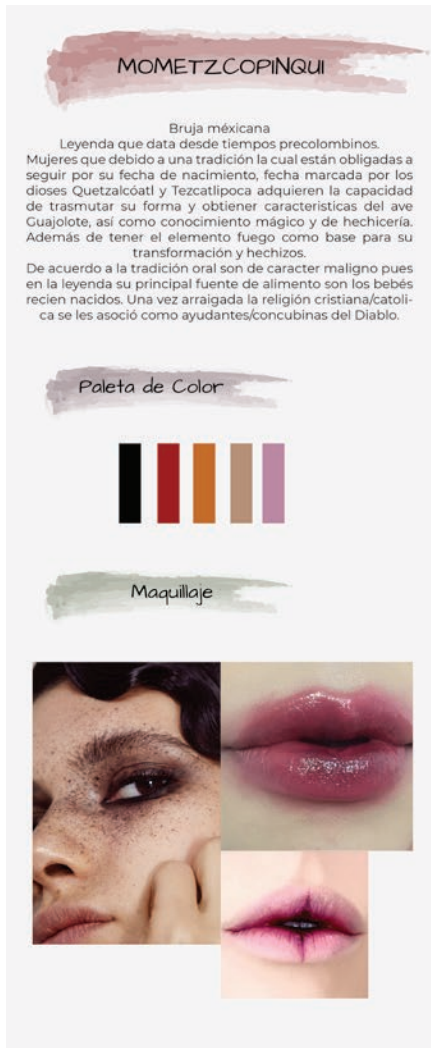 MOMETZCOPINQUI
Bruja méxicana
Leyenda que data desde tiempos precolombinos.
Mujeres que debido a una tradición la cual están obligadas a
seguir por su fecha de nacimiento, fecha marcada por los
dioses Quetzalcóatl y Tezcatlipoca adquieren la capacidad
de trasmutar su forma y obtiener caracteristicas del ave
Guajolote, así como conocimiento mágico y de hechicería.
Además de tener el elemento fuego como base para su
transformación y hechizos.
De acuerdo a la tradición oral son de caracter maligno pues
en la leyenda su principal fuente de alimento son los bebés
recien nacidos. Una vez arraigada la religión cristiana/catoli-
ca se les asoció como ayudantes/concubinas del Diablo.
Paleta de Color
Maquillaje